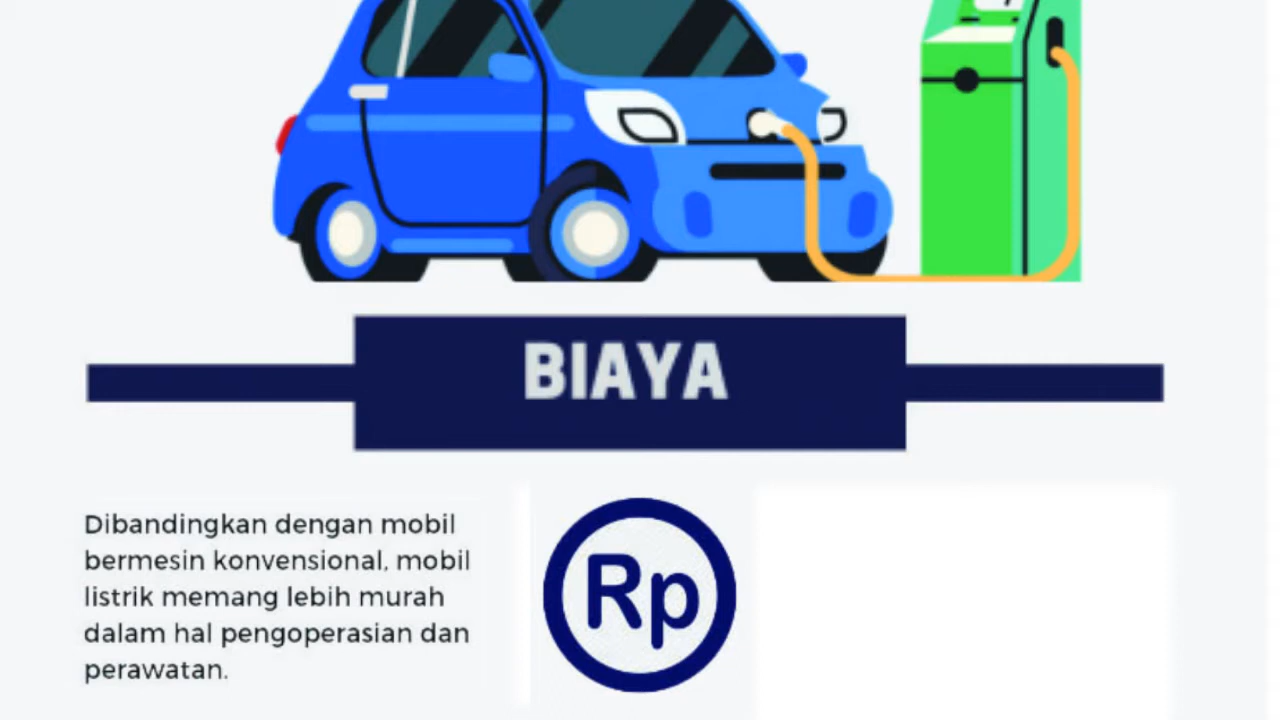 BIAYA
Dibandingkan dengan mobil
bermesin konvensional, mobil
listrik memang lebih murah
dalam hal pengoperasian dan
perawatan.
Rp